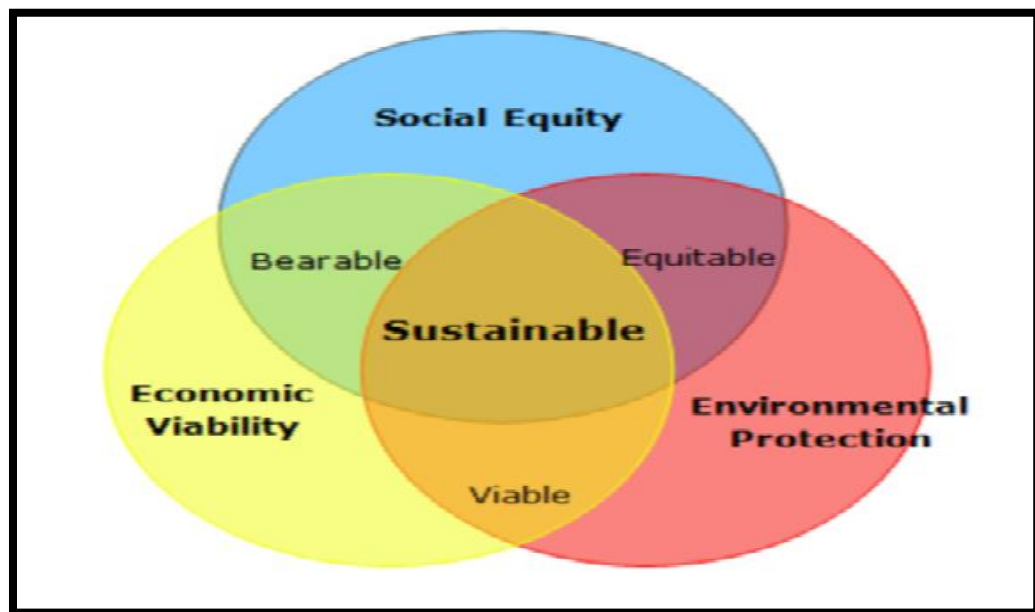 Social Equity
Bearable
Equitable
Sustainable
Economic
Viability
Environmental
Protection
Viable